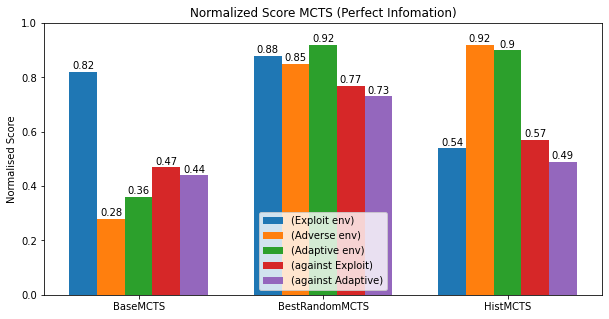 Normalized Score MCTS (Perfect Infomation)
Normalised Score
1.0
0.8
0.6
0.4
0.2
0.0
0.82
0.28
0.36
0.47
0.44
0.88
0.85
0.92
0.77
0.73
0.54
0.92
0.9
0.57
0.49
(Exploit env)
(Adverse env)
(Adaptive env)
(against Exploit)
(against Adaptive)
BaseMCTS
BestRandomMCTS
HistMCTS